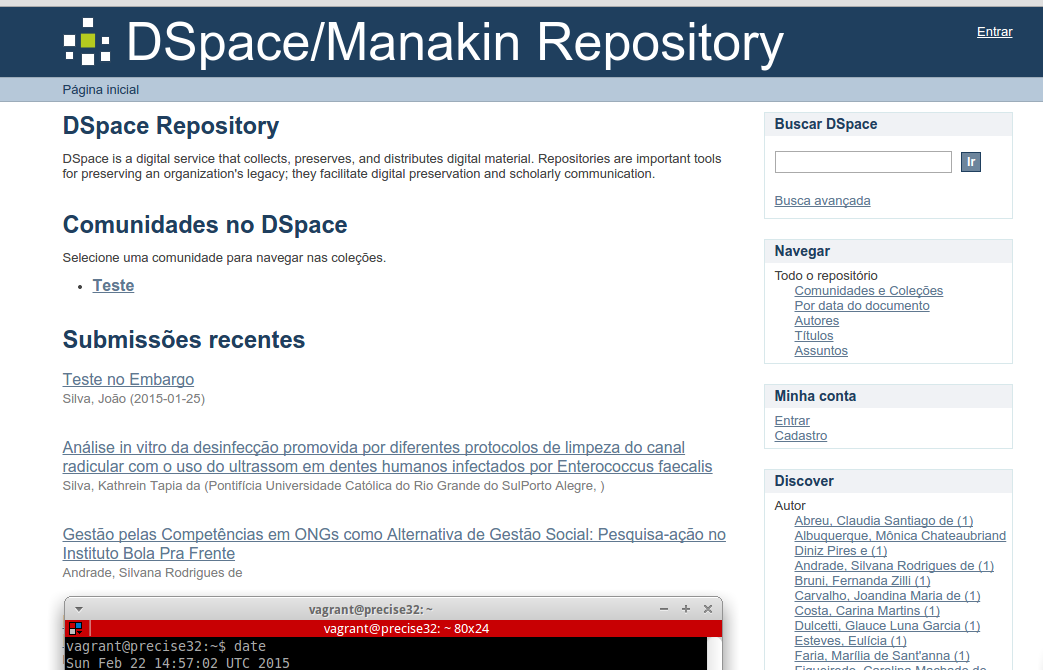 DSpace/Manakin Repository
Entrar
Página inicial
DSpace Repository
DSpace is a digital service that collects, preserves, and distributes digital material. Repositories are important tools
for preserving an organization's legacy; they facilitate digital preservation and scholarly communication.
Comunidades no DSpace
Selecione uma comunidade para navegar nas coleções.
Teste
Submissões recentes
Teste no Embargo
Silva, João (2015-01-25)
Análise in vitro da desinfecção promovida por diferentes protocolos de limpeza do canal
radicular com o uso do ultrassom em dentes humanos infectados por Enterococcus faecalis
Silva, Kathrein Tapia da (Pontifícia Universidade Católica do Rio Grande do SulPorto Alegre, )
Gestão pelas Competências em ONGs como Alternativa de Gestão Social: Pesquisa-ação no
Instituto Bola Pra Frente
Andrade, Silvana Rodrigues de
vagrant@precise32: ~
vagrant@precise32: ~ 80x24
vagrant@precise32:~$ date
Sun Feb 22 14:57:02 UTC 2015
Buscar DSpace
Ir
Busca avançada
Navegar
Todo o repositório
Comunidades e Coleções
Por data do documento
Autores
Títulos
Assuntos
Minha conta
Entrar
Cadastro
Discover
Autor
Abreu, Claudia Santiago de (1)
Albuquerque, Mônica Chateaubriand
Diniz Pires e (1)
Andrade, Silvana Rodrigues de (1)
Bruni, Fernanda Zilli (1)
Carvalho, Joandina Maria de (1)
Costa, Carina Martins (1)
Dulcetti, Glauce Luna Garcia (1)
Esteves, Eulícia (1)
Faria, Marília de Sant'anna (1)
Figueiredo, Carolina Machado de